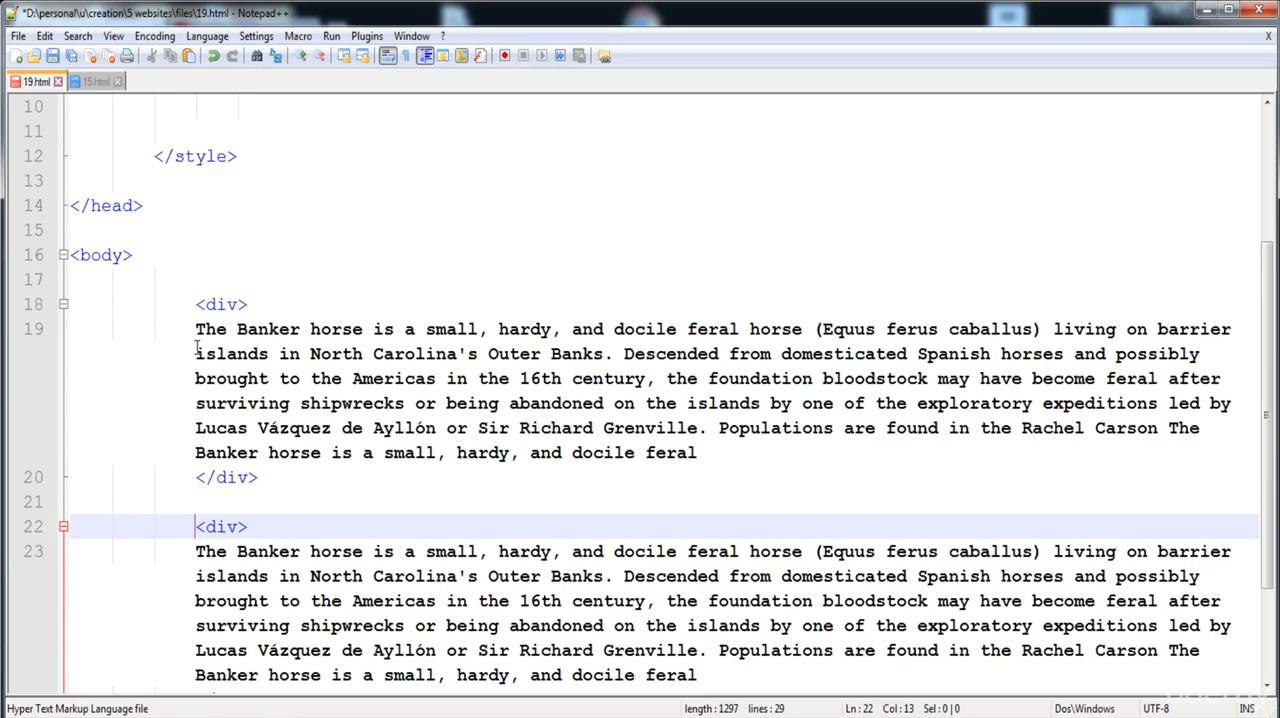 *D:\personal\u\creation\5 websites\files\19.html - Notepad++
File Edit Search View Encoding Language Settings Macro Run Plugins Window ? X
19.html 15.html
10
11
12 </style>
13
14 </head>
15
16 <body>
17
18 <div>
19 The Banker horse is a small, hardy, and docile feral horse (Equus ferus caballus) living on barrier
islands in North Carolina's Outer Banks. Descended from domesticated Spanish horses and possibly
brought to the Americas in the 16th century, the foundation bloodstock may have become feral after
surviving shipwrecks or being abandoned on the islands by one of the exploratory expeditions led by
Lucas Vázquez de Ayllón or Sir Richard Grenville. Populations are found in the Rachel Carson The
Banker horse is a small, hardy, and docile feral
20 </div>
21
22 <div>
23 The Banker horse is a small, hardy, and docile feral horse (Equus ferus caballus) living on barrier
islands in North Carolina's Outer Banks. Descended from domesticated Spanish horses and possibly
brought to the Americas in the 16th century, the foundation bloodstock may have become feral after
surviving shipwrecks or being abandoned on the islands by one of the exploratory expeditions led by
Lucas Vázquez de Ayllón or Sir Richard Grenville. Populations are found in the Rachel Carson The
Banker horse is a small, hardy, and docile feral
Hyper Text Markup Language file length : 1297 lines : 29 Ln : 22 Col : 13 Sel : 0 | 0 Dos\Windows UTF-8 INS